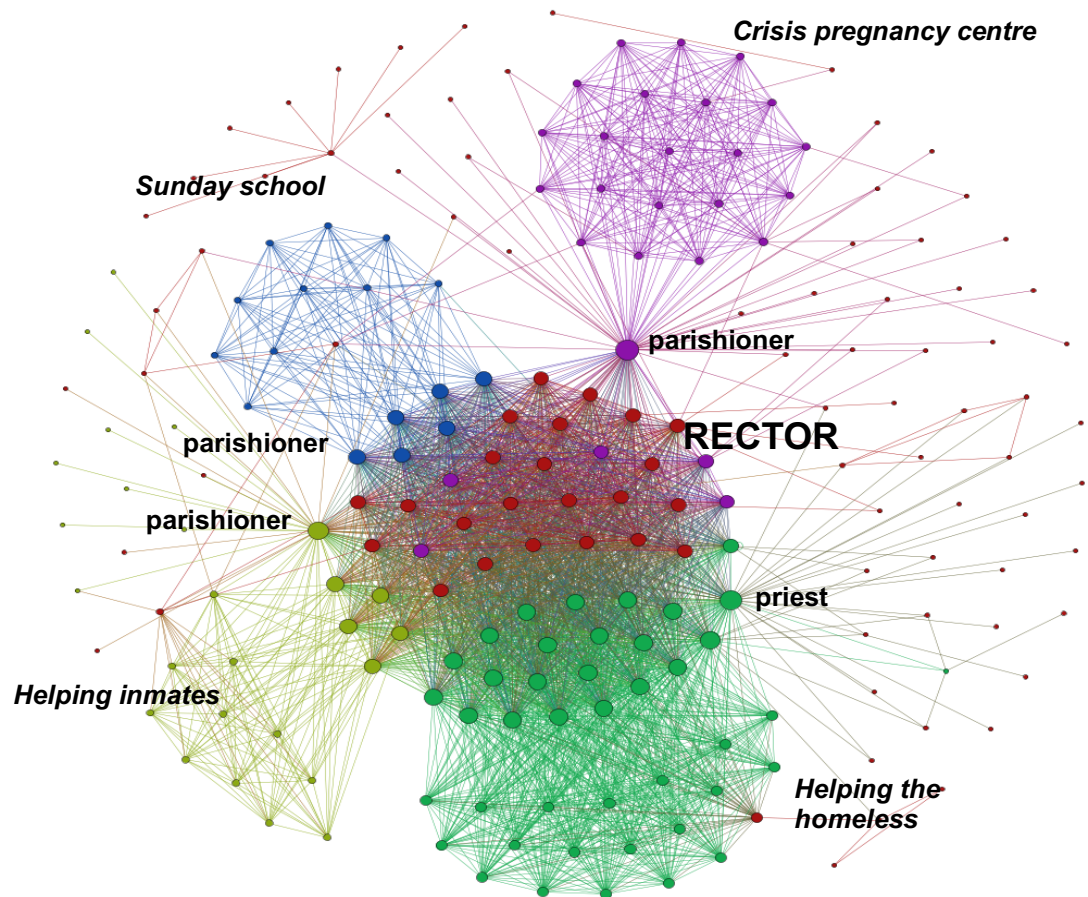 Crisis pregnancy centre
Sunday school
parishioner
RECTOR
parishioner
parishioner
priest
Helping inmates
Helping the
homeless